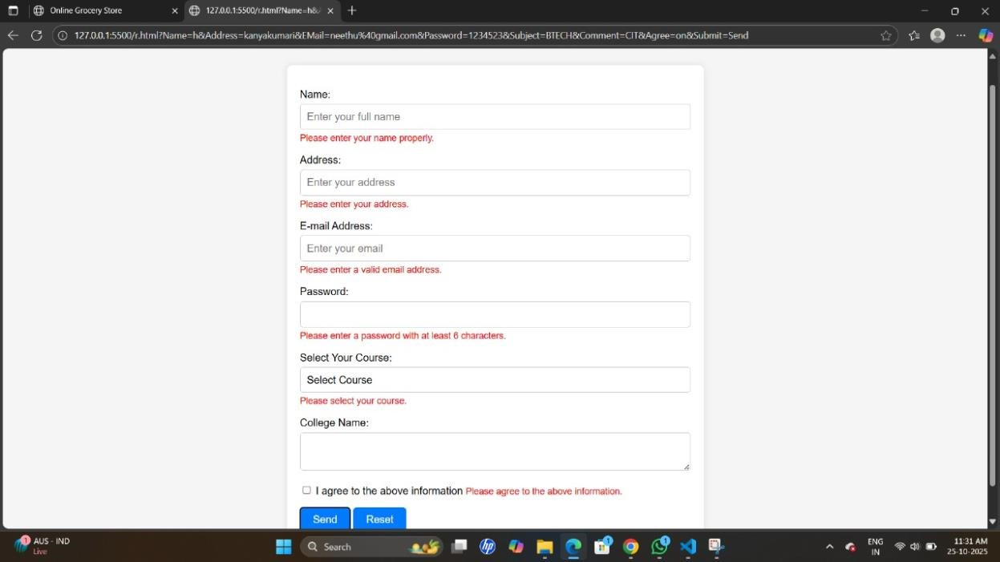 Online Grocery Store
127.0.0.1:5500/r.html?Name=h&A
127.0.0.1:5500/r.html?Name=h&Address=kanyakumari&EMail=neethu%40gmail.com&Password=1234523&Subject=BTECH&Comment=CIT&Agree=on&Submit=Send
Name:
Enter your full name
Please enter your name properly.
Address:
Enter your address
Please enter your address.
E-mail Address:
Enter your email
Please enter a valid email address.
Password:
Please enter a password with at least 6 characters.
Select Your Course:
Select Course
Please select your course.
College Name:
I agree to the above information Please agree to the above information.
Send Reset
1
AUS - IND
Live
Search
hp
1
1
ENG
IN
11:31 AM
25-10-2025